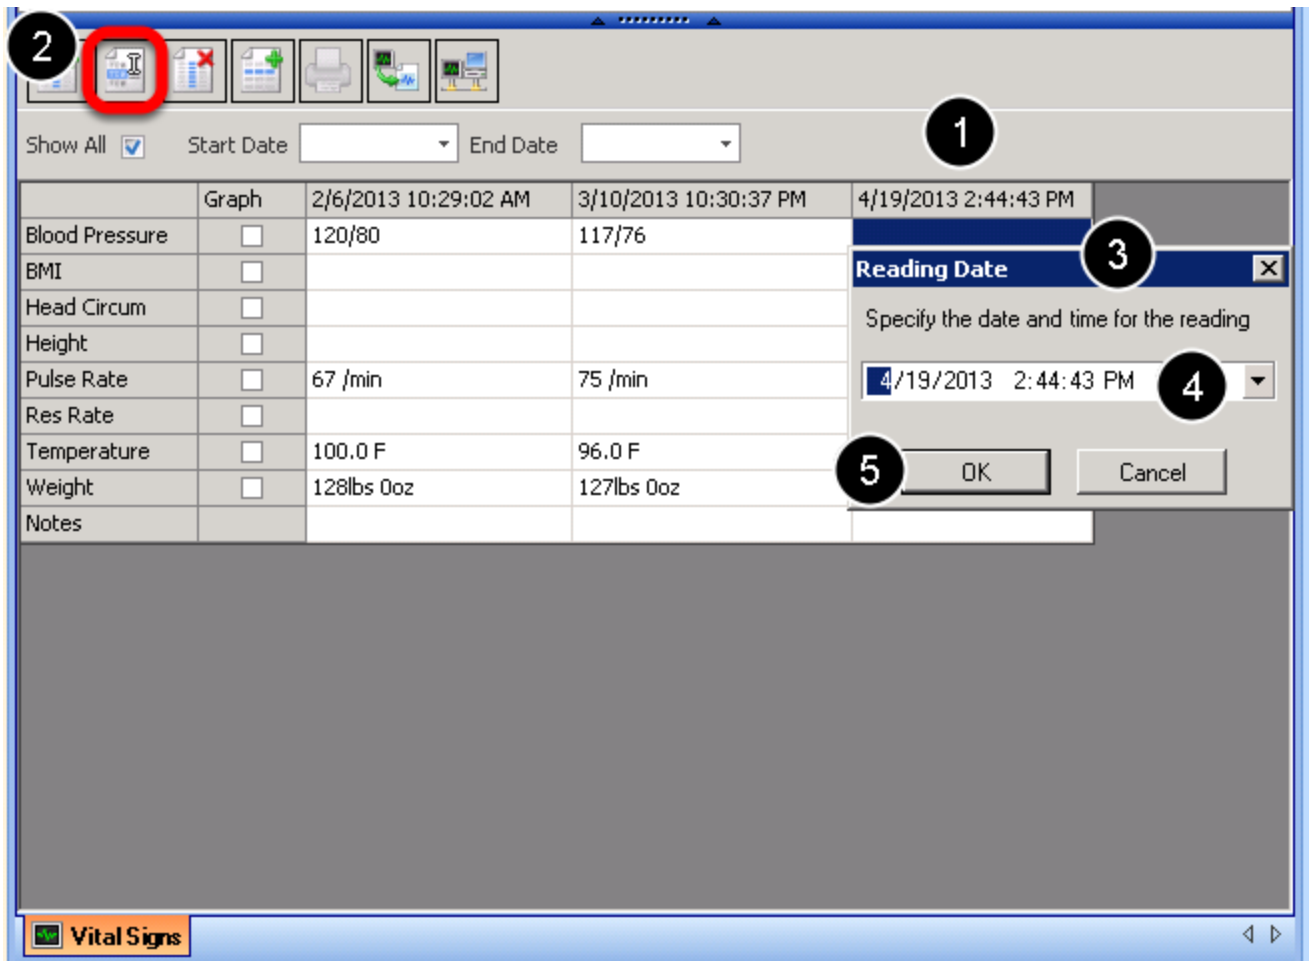 2
Show All Start Date End Date 1
Graph 2/6/2013 10:29:02 AM 3/10/2013 10:30:37 PM 4/19/2013 2:44:43 PM
Blood Pressure 120/80 117/76
BMI
Head Circum
Height
Pulse Rate 67 /min 75 /min
Res Rate
Temperature 100.0 F 96.0 F
Weight 128lbs 0oz 127lbs 0oz
Notes
Reading Date 3
Specify the date and time for the reading
4/19/2013 2:44:43 PM 4
5 OK Cancel
Vital Signs